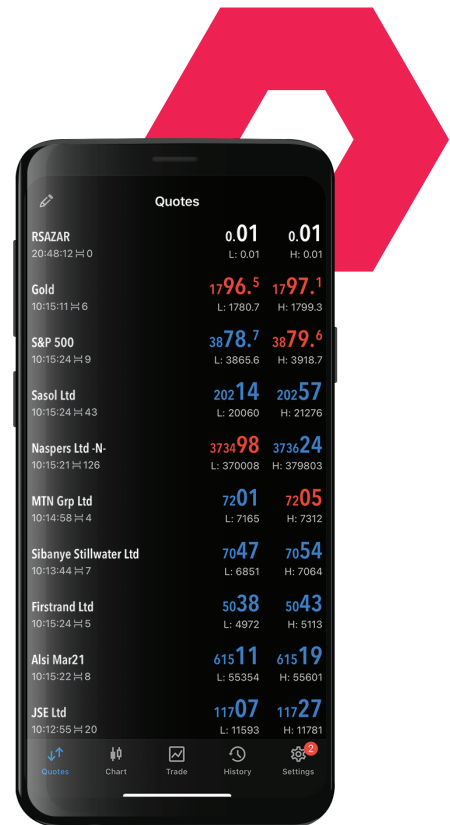 Quotes
RSAZAR 0.01 0.01
20:48:12 0 L: 0.01 H: 0.01
Gold 1796.5 1797.1
10:15:11 6 L: 1780.7 H: 1799.3
S&P 500 3878.7 3879.6
10:15:24 9 L: 3865.6 H: 3918.7
Sasol Ltd 20214 20257
10:15:24 43 L: 20060 H: 21276
Naspers Ltd -N- 373498 373624
10:15:21 126 L: 370008 H: 379803
MTN Grp Ltd 7201 7205
10:14:58 4 L: 7165 H: 7312
Sibanye Stillwater Ltd 7047 7054
10:13:44 7 L: 6851 H: 7064
Firstrand Ltd 5038 5043
10:15:24 5 L: 4972 H: 5113
Alsi Mar21 61511 61519
10:15:22 8 L: 55354 H: 55601
JSE Ltd 11707 11727
10:12:55 20 L: 11593 H: 11781
2
Quotes Chart Trade History Settings